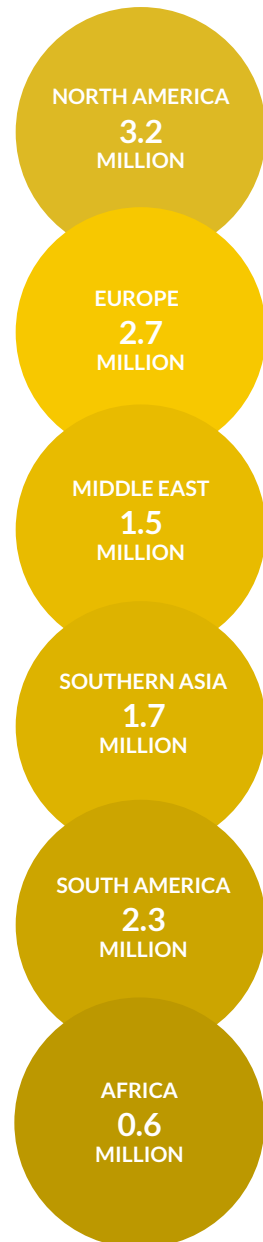 NORTH AMERICA
3.2
MILLION
EUROPE
2.7
MILLION
MIDDLE EAST
1.5
MILLION
SOUTHERN ASIA
1.7
MILLION
SOUTH AMERICA
2.3
MILLION
AFRICA
0.6
MILLION